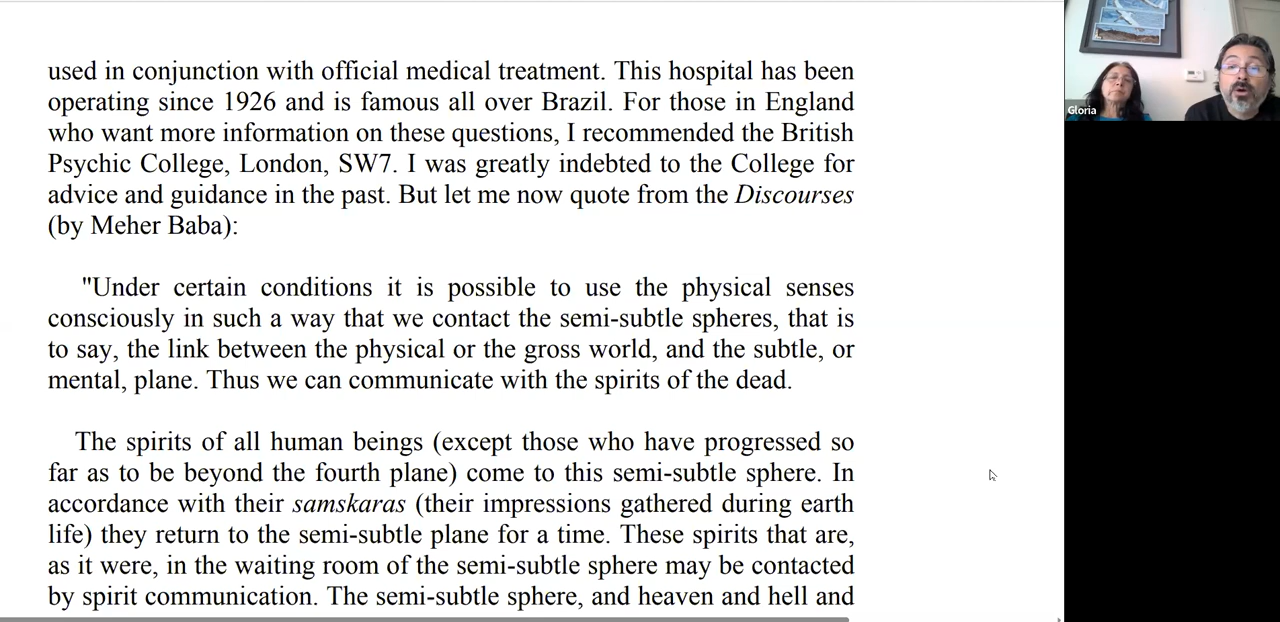 used in conjunction with official medical treatment. This hospital has been
operating since 1926 and is famous all over Brazil. For those in England
who want more information on these questions, I recommended the British
Psychic College, London, SW7. I was greatly indebted to the College for
advice and guidance in the past. But let me now quote from the Discourses
(by Meher Baba):
"Under certain conditions it is possible to use the physical senses
consciously in such a way that we contact the semi-subtle spheres, that is
to say, the link between the physical or the gross world, and the subtle, or
mental, plane. Thus we can communicate with the spirits of the dead.
The spirits of all human beings (except those who have progressed so
far as to be beyond the fourth plane) come to this semi-subtle sphere. In
accordance with their samskaras (their impressions gathered during earth
life) they return to the semi-subtle plane for a time. These spirits that are,
as it were, in the waiting room of the semi-subtle sphere may be contacted
by spirit communication. The semi-subtle sphere, and heaven and hell and
Gloria